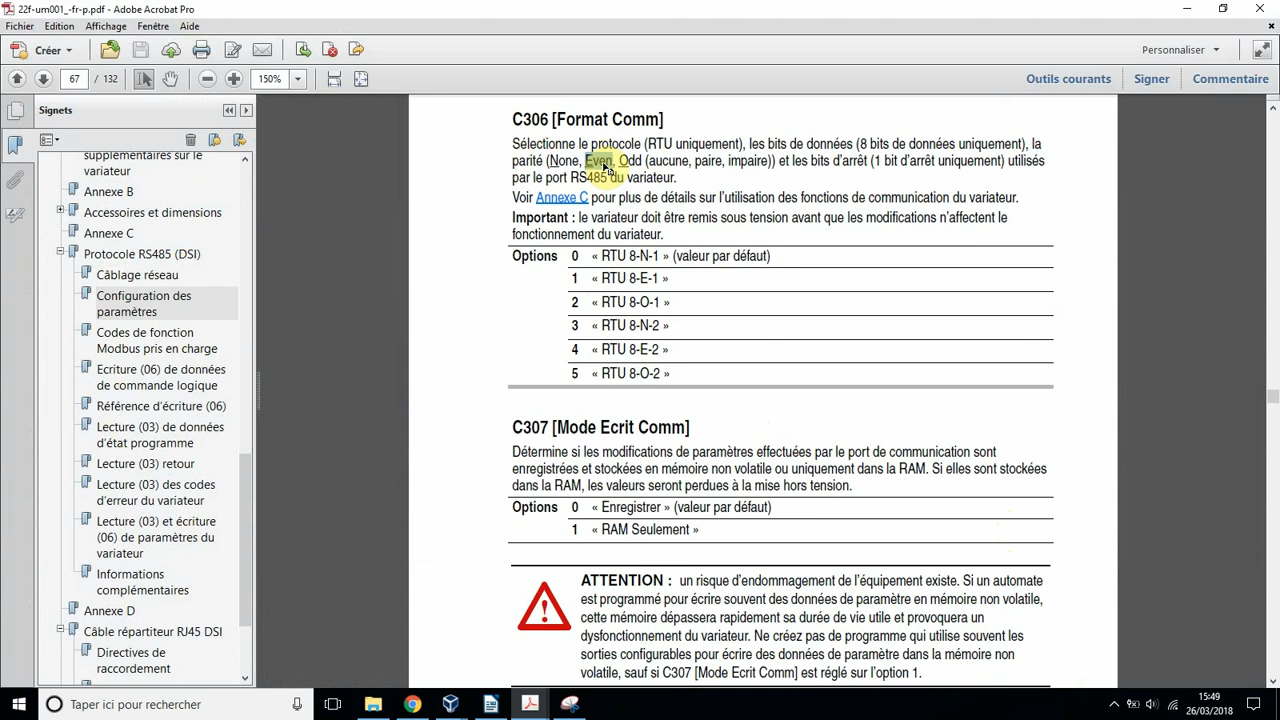 22f-um001_-fr-p.pdf - Adobe Acrobat Pro
Fichier Edition Affichage Fenêtre Aide
Créer
Personnaliser
67 / 132
150%
Outils courants Signer Commentaire
Signets
supplémentaires sur le
variateur
Annexe B
Accessoires et dimensions
Annexe C
Protocole RS485 (DSI)
Câblage réseau
Configuration des
paramètres
Codes de fonction
Modbus pris en charge
Ecriture (06) de données
de commande logique
Référence d'écriture (06)
Lecture (03) de données
d'état programme
Lecture (03) retour
Lecture (03) des codes
d'erreur du variateur
Lecture (03) et écriture
(06) de paramètres du
variateur
Informations
complémentaires
Annexe D
Câble répartiteur RJ45 DSI
Directives de
raccordement
C306 [Format Comm]
Sélectionne le protocole (RTU uniquement), les bits de données (8 bits de données uniquement), la
parité (None, Even, Odd (aucune, paire, impaire)) et les bits d'arrêt (1 bit d'arrêt uniquement) utilisés
par le port RS485 du variateur.
Voir Annexe C pour plus de détails sur l'utilisation des fonctions de communication du variateur.
Important : le variateur doit être remis sous tension avant que les modifications n'affectent le
fonctionnement du variateur.
Options 0 « RTU 8-N-1 » (valeur par défaut)
1 « RTU 8-E-1 »
2 « RTU 8-O-1 »
3 « RTU 8-N-2 »
4 « RTU 8-E-2 »
5 « RTU 8-O-2 »
C307 [Mode Ecrit Comm]
Détermine si les modifications de paramètres effectuées par le port de communication sont
enregistrées et stockées en mémoire non volatile ou uniquement dans la RAM. Si elles sont stockées
dans la RAM, les valeurs seront perdues à la mise hors tension.
Options 0 « Enregistrer » (valeur par défaut)
1 « RAM Seulement »
ATTENTION : un risque d'endommagement de l'équipement existe. Si un automate
est programmé pour écrire souvent des données de paramètre en mémoire non volatile,
cette mémoire dépassera rapidement sa durée de vie utile et provoquera un
dysfonctionnement du variateur. Ne créez pas de programme qui utilise souvent les
sorties configurables pour écrire des données de paramètre dans la mémoire non
volatile, sauf si C307 [Mode Ecrit Comm] est réglé sur l'option 1.
Taper ici pour rechercher
15:49
26/03/2018